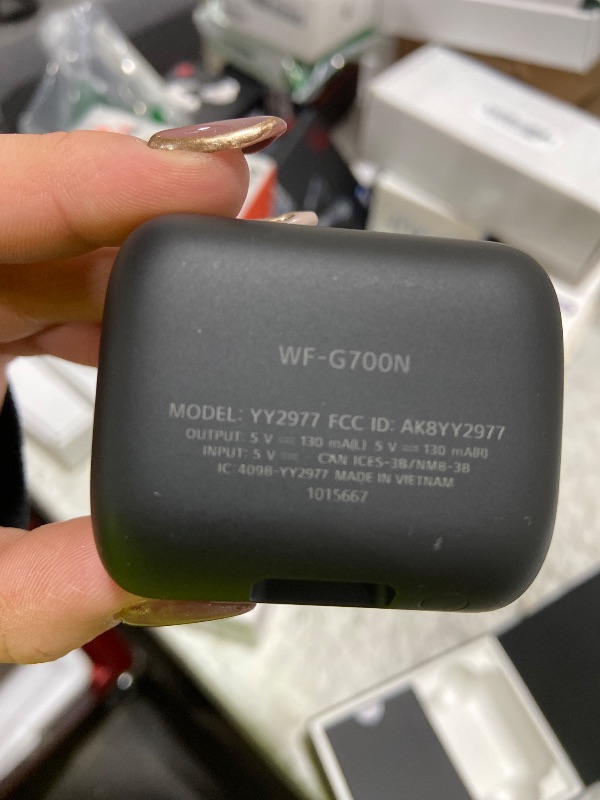 WF-G700N
MODEL: YY2977 FCC ID: AK8YY2977
OUTPUT: 5 V ⎓ 130 mA(L) 5 V ⎓ 130 mA(R)
INPUT: 5 V ⎓ CAN ICES-3B/NMB-3B
IC: 409B-YY2977 MADE IN VIETNAM
1015667